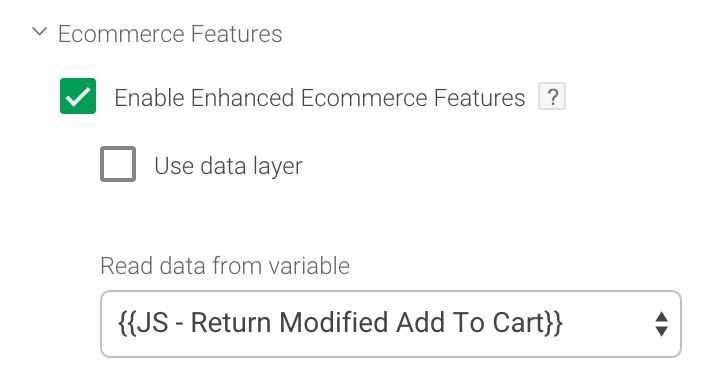 Ecommerce Features
Enable Enhanced Ecommerce Features ?
Use data layer
Read data from variable
{{JS - Return Modified Add To Cart}}